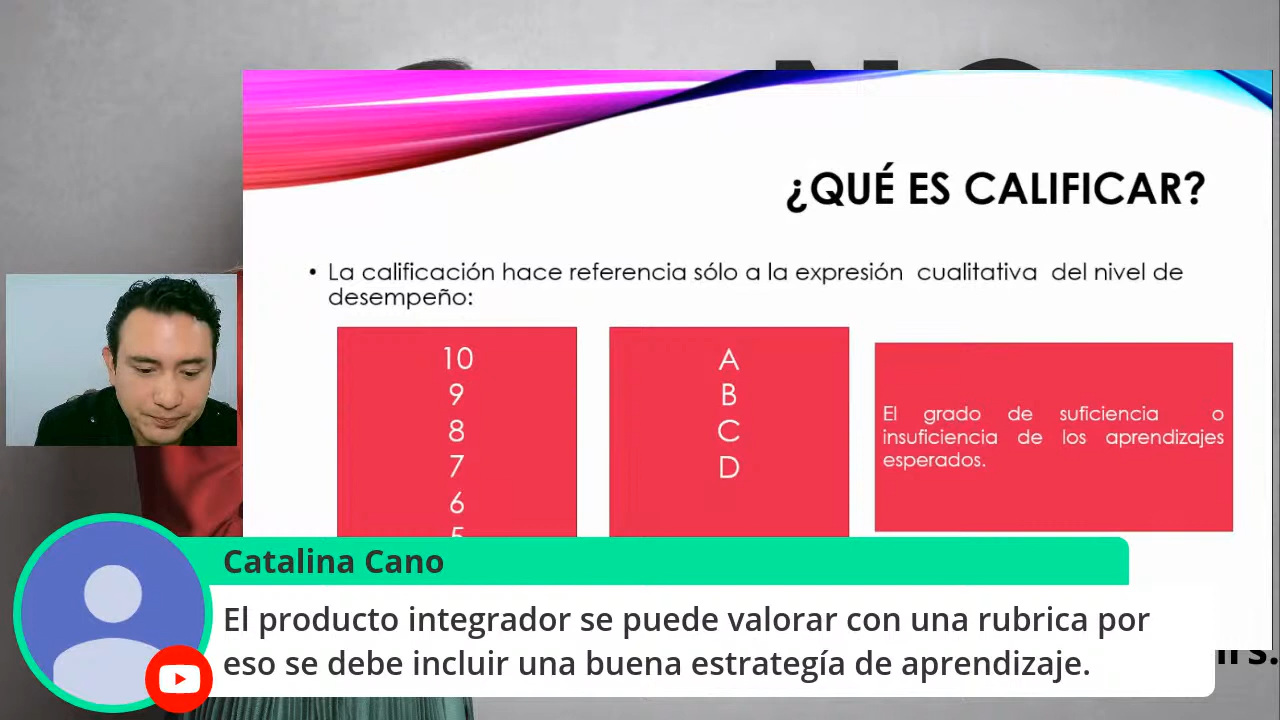 ¿QUÉ ES CALIFICAR?
• La calificación hace referencia sólo a la expresión cualitativa del nivel de
desempeño:
10
9
8
7
6
5
A
B
C
D
El grado de suficiencia o
insuficiencia de los aprendizajes
esperados.
Catalina Cano
El producto integrador se puede valorar con una rubrica por
eso se debe incluir una buena estrategía de aprendizaje.